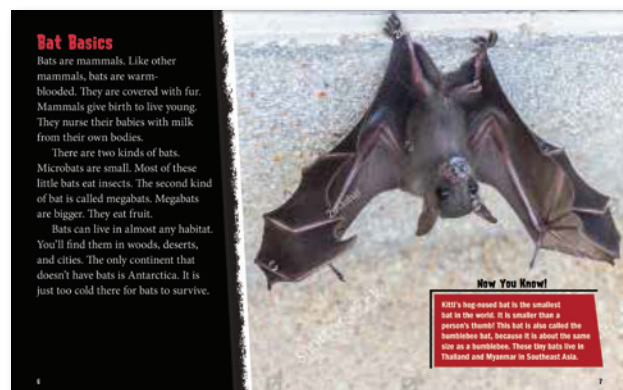 Bat Basics
Bats are mammals. Like other
mammals, bats are warm-
blooded. They are covered with fur.
Mammals give birth to live young.
They nurse their babies with milk
from their own bodies.
There are two kinds of bats.
Microbats are small. Most of these
little bats eat insects. The second kind
of bat is called megabats. Megabats
are bigger. They eat fruit.
Bats can live in almost any habitat.
You'll find them in woods, deserts,
and cities. The only continent that
doesn't have bats is Antarctica. It is
just too cold there for bats to survive.
6
Now You Know!
Kitti's hog-nosed bat is the smallest
bat in the world. It is smaller than a
person's thumb! This bat is also called the
bumblebee bat, because it is about the same
size as a bumblebee. These tiny bats live in
Thailand and Myanmar in Southeast Asia.
7